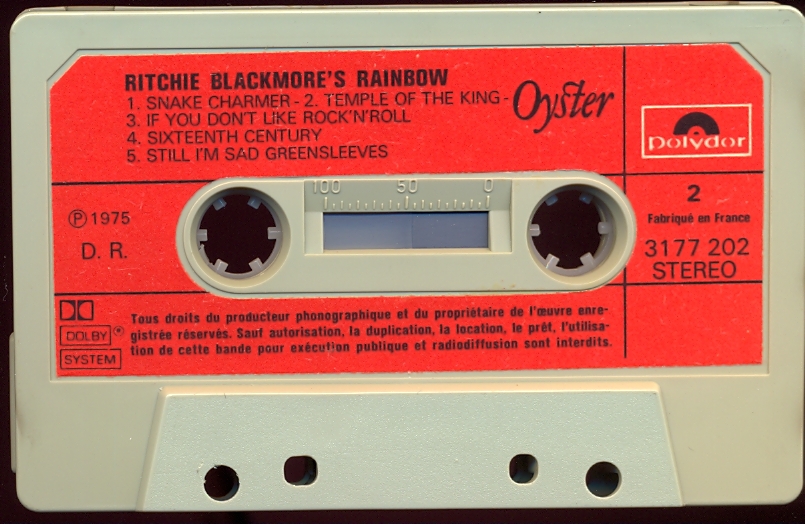 RITCHIE BLACKMORE'S RAINBOW
1. SNAKE CHARMER - 2. TEMPLE OF THE KING -
3. IF YOU DON'T LIKE ROCK'N'ROLL
4. SIXTEENTH CENTURY
5. STILL I'M SAD GREENSLEEVES
Oyster
polydor
℗ 1975
D. R.
100 50 0
2
Fabriqué en France
3177 202
STEREO
DOLBY ®
SYSTEM
Tous droits du producteur phonographique et du propriétaire de l'œuvre enre-
gistrée réservés. Sauf autorisation, la duplication, la location, le prêt, l'utilisa-
tion de cette bande pour exécution publique et radiodiffusion sont interdits.